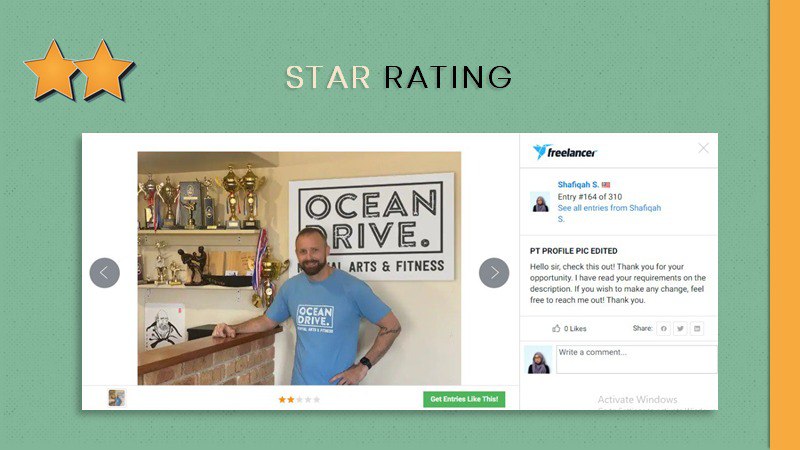 STAR RATING
OCEAN
DRIVE.
MARTIAL ARTS & FITNESS
OCEAN
DRIVE.
MARTIAL ARTS & FITNESS
Get Entries Like This!
freelancer
Shafiqah S.
Entry #164 of 310
See all entries from Shafiqah
S.
PT PROFILE PIC EDITED
Hello sir, check this out! Thank you for your
opportunity. I have read your requirements on the
description. If you wish to make any change, feel
free to reach me out! Thank you.
0 Likes
Share:
Write a comment...
Activate Windows